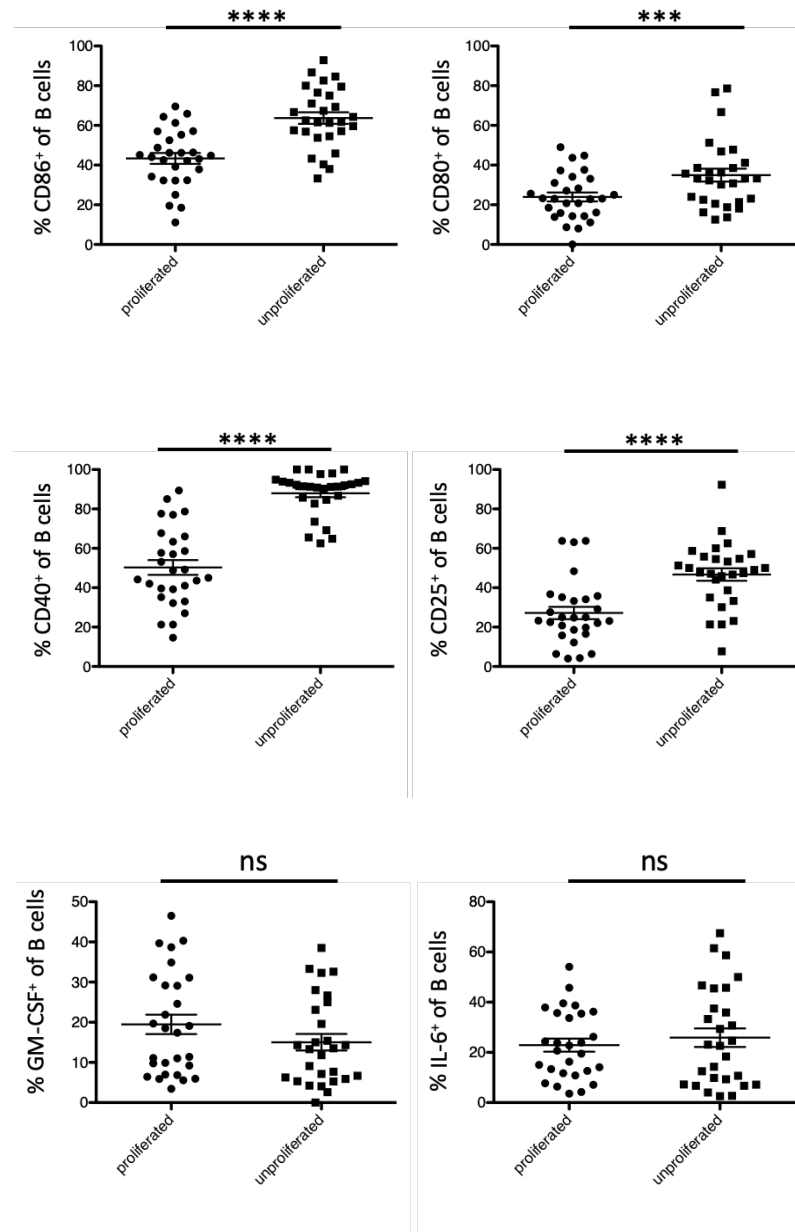 ****
% CD86⁺ of B cells
100
80
60
40
20
0
proliferated
unproliferated
***
% CD80⁺ of B cells
100
80
60
40
20
0
proliferated
unproliferated
****
% CD40⁺ of B cells
100
80
60
40
20
0
proliferated
unproliferated
****
% CD25⁺ of B cells
100
80
60
40
20
0
proliferated
unproliferated
ns
% GM-CSF⁺ of B cells
50
40
30
20
10
0
proliferated
unproliferated
ns
% IL-6⁺ of B cells
80
60
40
20
0
proliferated
unproliferated